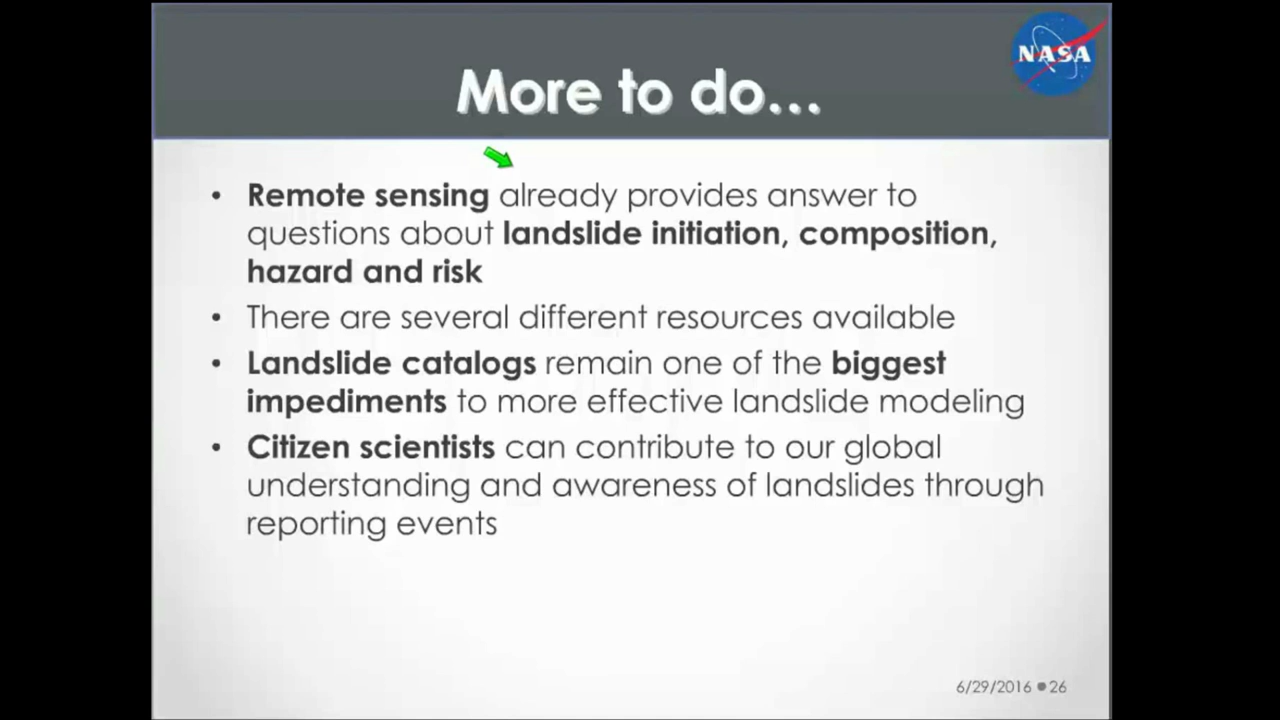 NASA
More to do...
• Remote sensing already provides answer to
questions about landslide initiation, composition,
hazard and risk
• There are several different resources available
• Landslide catalogs remain one of the biggest
impediments to more effective landslide modeling
• Citizen scientists can contribute to our global
understanding and awareness of landslides through
reporting events
6/29/2016 ● 26